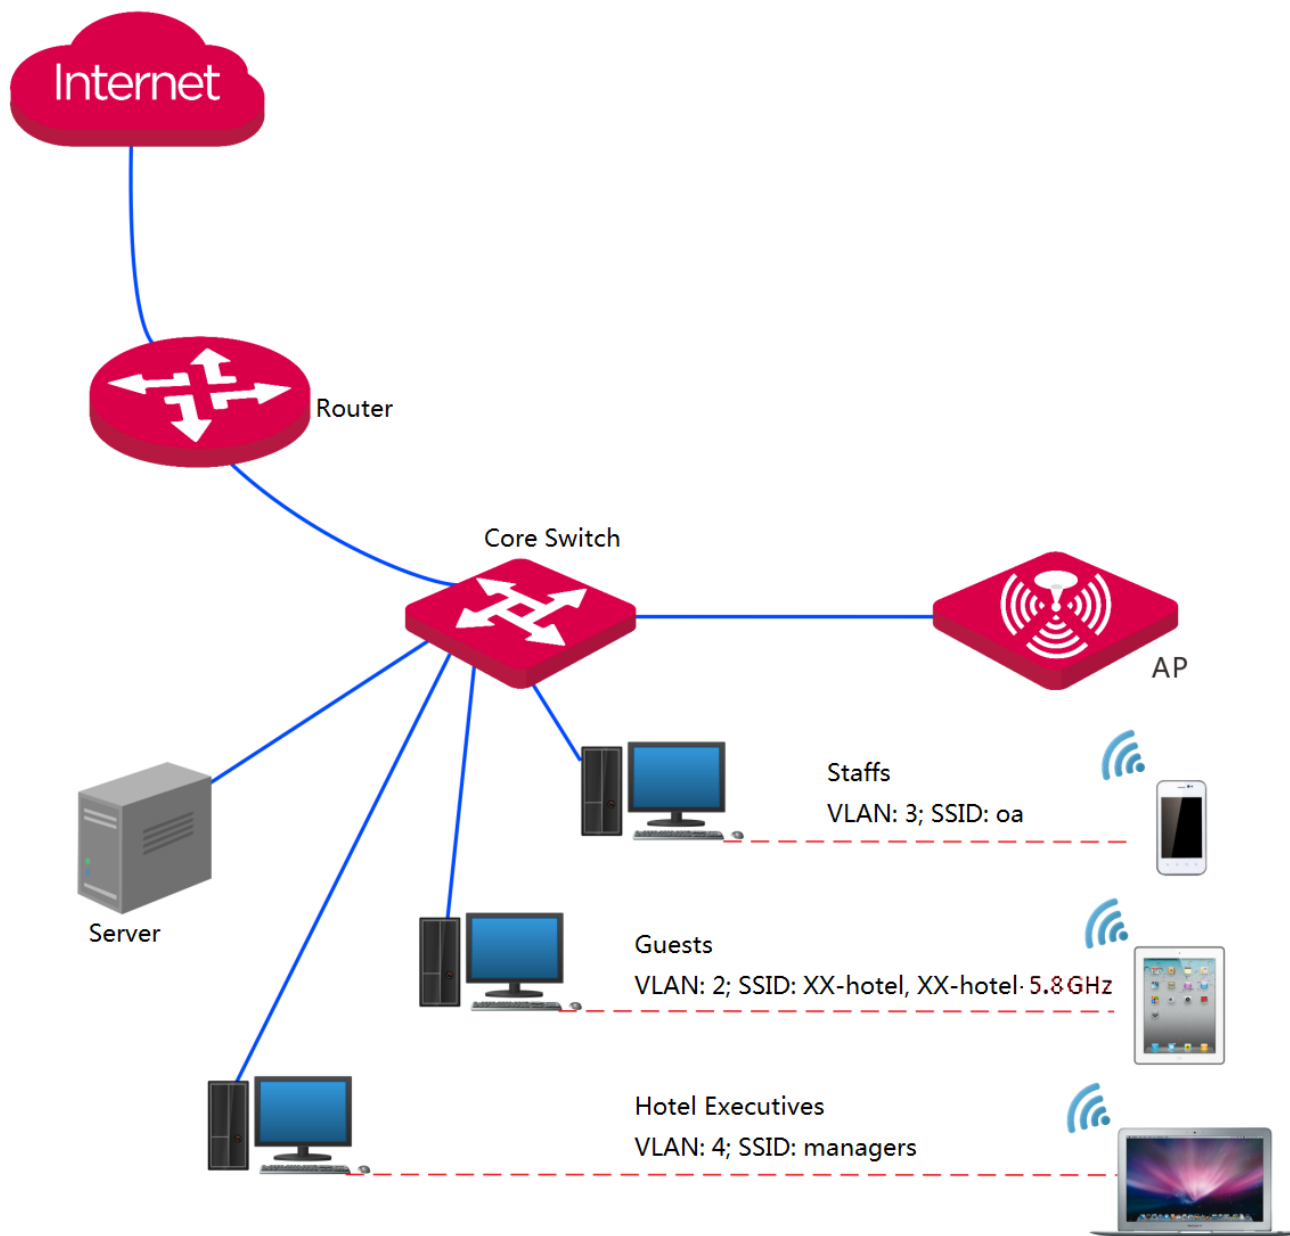 Internet
Router
Core Switch
AP
Staffs
VLAN: 3; SSID: oa
Server
Guests
VLAN: 2; SSID: XX-hotel, XX-hotel· 5.8GHz
Hotel Executives
VLAN: 4; SSID: managers